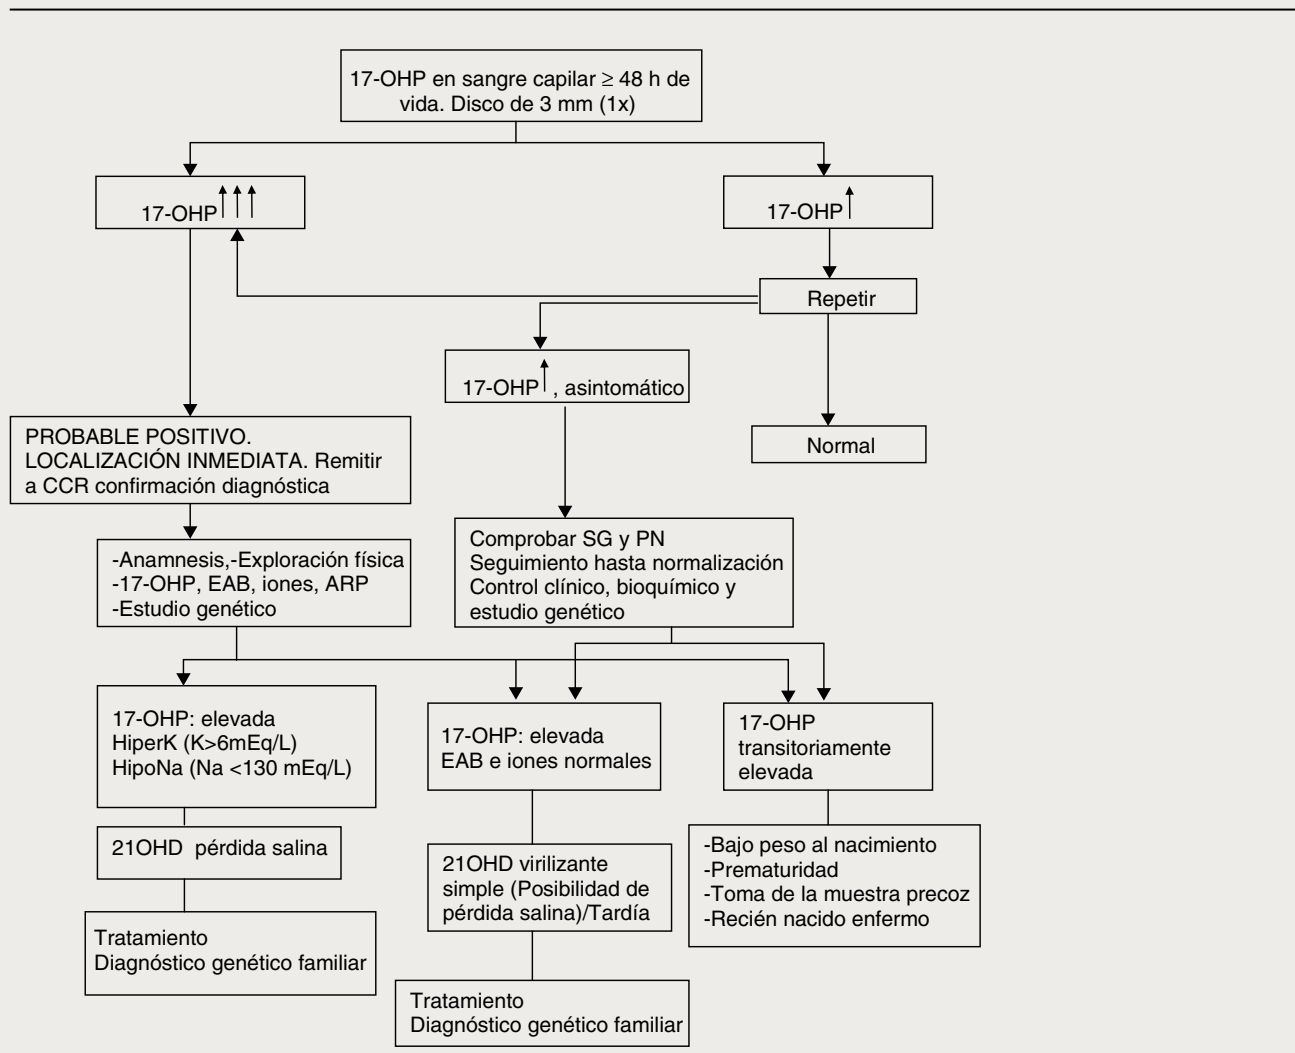 17-OHP en sangre capilar ≥ 48 h de
vida. Disco de 3 mm (1x)
17-OHP↑↑↑
17-OHP↑
Repetir
17-OHP↑, asintomático
PROBABLE POSITIVO.
LOCALIZACIÓN INMEDIATA. Remitir
a CCR confirmación diagnóstica
Normal
-Anamnesis,-Exploración física
-17-OHP, EAB, iones, ARP
-Estudio genético
Comprobar SG y PN
Seguimiento hasta normalización
Control clínico, bioquímico y
estudio genético
17-OHP: elevada
HiperK (K>6mEq/L)
HipoNa (Na <130 mEq/L)
17-OHP: elevada
EAB e iones normales
17-OHP
transitoriamente
elevada
21OHD pérdida salina
21OHD virilizante
simple (Posibilidad de
pérdida salina)/Tardía
-Bajo peso al nacimiento
-Prematuridad
-Toma de la muestra precoz
-Recién nacido enfermo
Tratamiento
Diagnóstico genético familiar
Tratamiento
Diagnóstico genético familiar